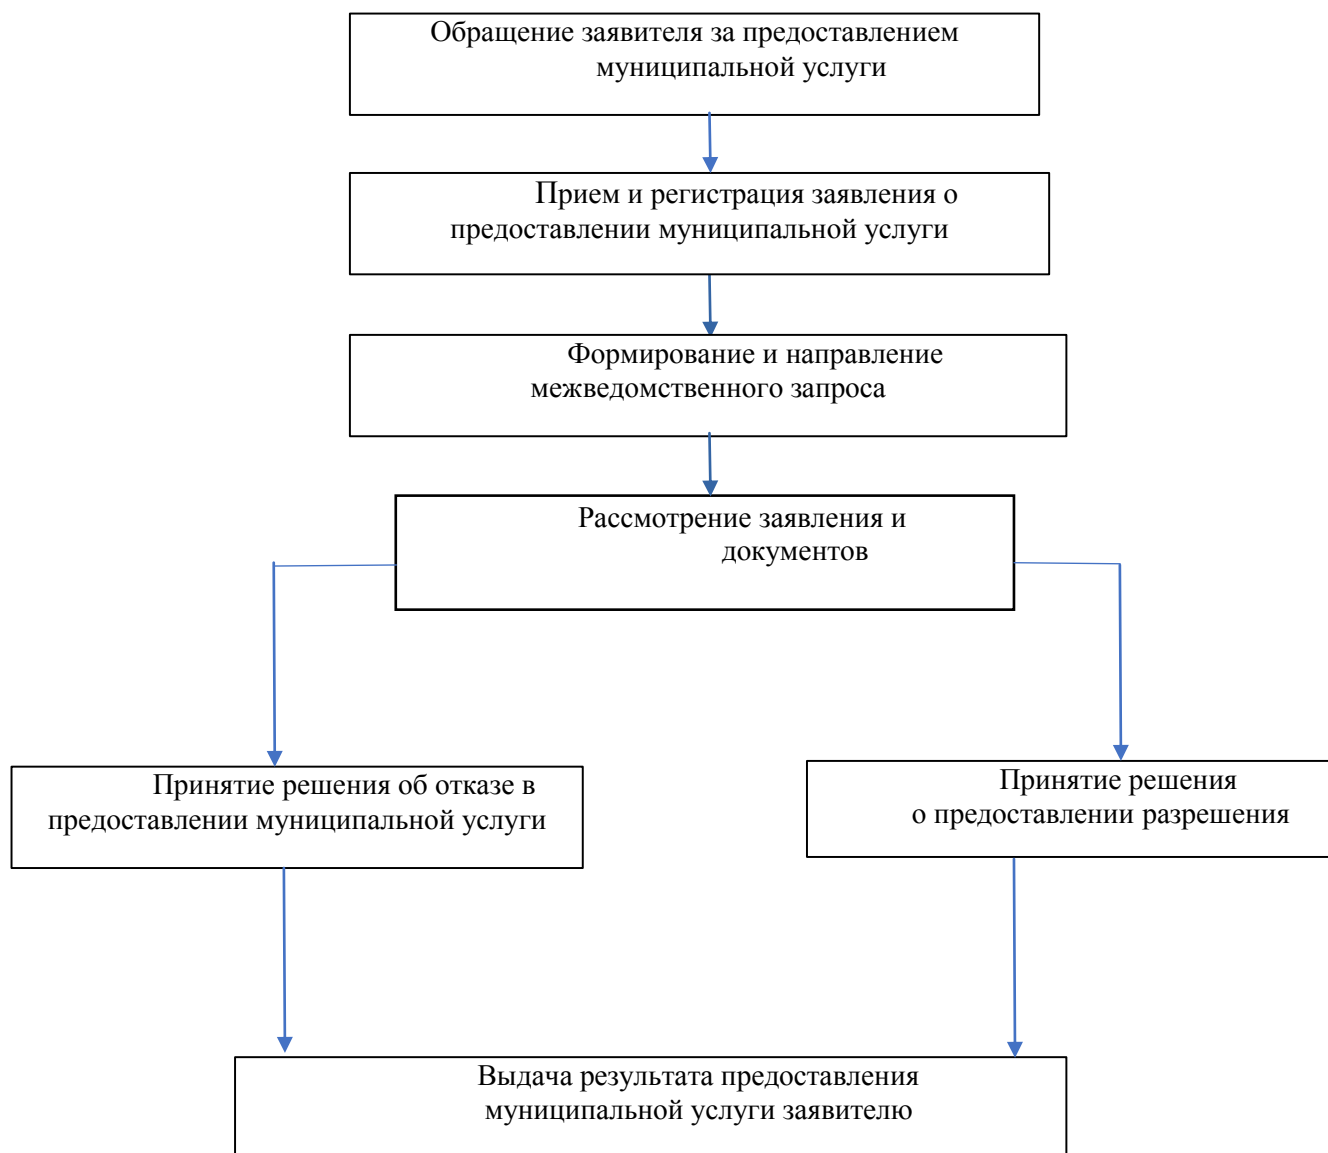 Обращение заявителя за предоставлением
муниципальной услуги
Прием и регистрация заявления о
предоставлении муниципальной услуги
Формирование и направление
межведомственного запроса
Рассмотрение заявления и
документов
Принятие решения об отказе в
предоставлении муниципальной услуги
Принятие решения
о предоставлении разрешения
Выдача результата предоставления
муниципальной услуги заявителю